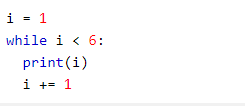 i = 1
while i < 6:
  print(i)
  i += 1